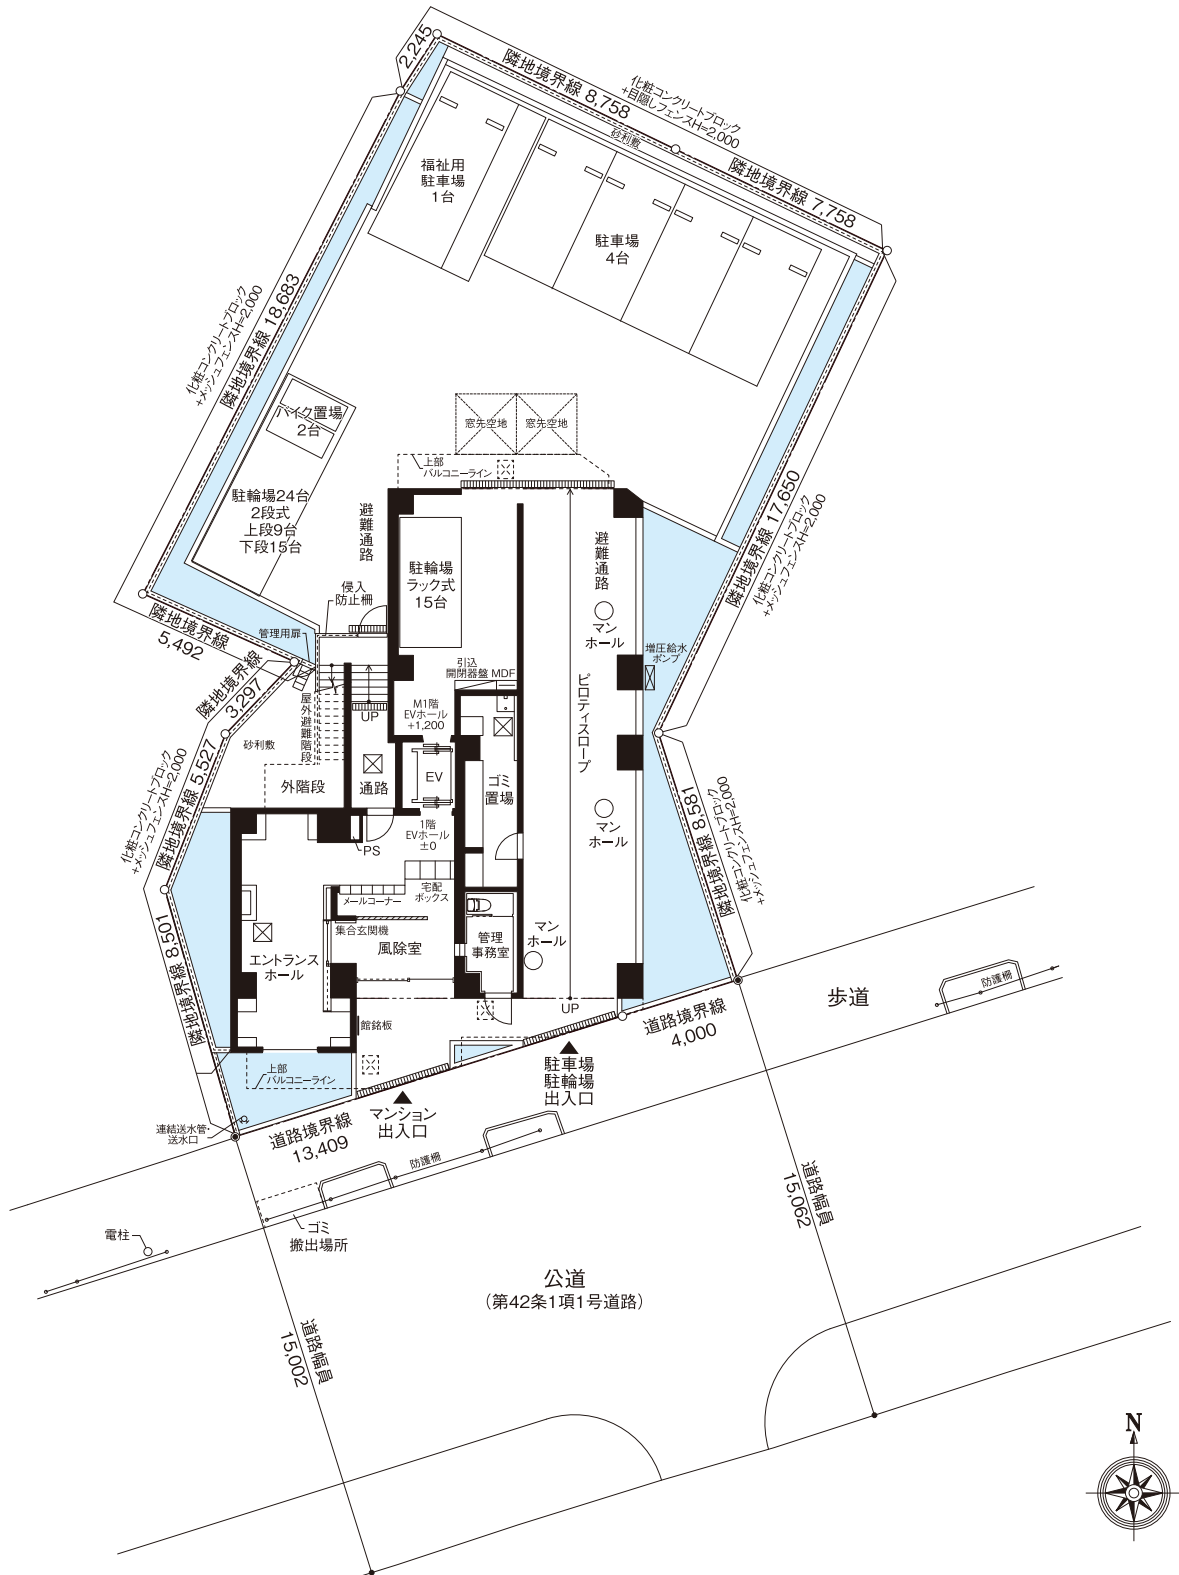 2,245
隣地境界線 8,758
化粧コンクリートブロック
+目隠しフェンスH=2,000
砂利敷
隣地境界線 7,758
福祉用
駐車場
1台
駐車場
4台
隣地境界線 18,683
化粧コンクリートブロック
+メッシュフェンスH=2,000
バイク置場
2台
窓先空地
窓先空地
上部
バルコニーライン
駐輪場24台
2段式
上段9台
下段15台
避難通路
駐輪場
ラック式
15台
避難通路
隣地境界線 17,650
化粧コンクリートブロック
+メッシュフェンスH=2,000
侵入
防止柵
マン
ホール
隣地境界線
5,492
管理用扉
増圧給水
ポンプ
引込
開閉器盤 MDF
隣地境界線
3,297
屋外避難階段
UP
M1階
EVホール
+1,200
ピロティスロープ
砂利敷
外階段
通路
EV
ゴミ
置場
隣地境界線 5,527
化粧コンクリートブロック
+メッシュフェンスH=2,000
マン
ホール
隣地境界線 8,581
化粧コンクリートブロック
+メッシュフェンスH=2,000
1階
EVホール
±0
PS
メールコーナー
宅配
ボックス
集合玄関機
風除室
管理
事務室
マン
ホール
エントランス
ホール
隣地境界線 8,501
館銘板
UP
道路境界線
4,000
歩道
防護柵
上部
バルコニーライン
駐車場
駐輪場
出入口
マンション
出入口
連結送水管・
送水口
道路境界線
13,409
防護柵
ゴミ
搬出場所
電柱
道路幅員
15,062
公道
（第42条1項1号道路）
道路幅員
15,002
N